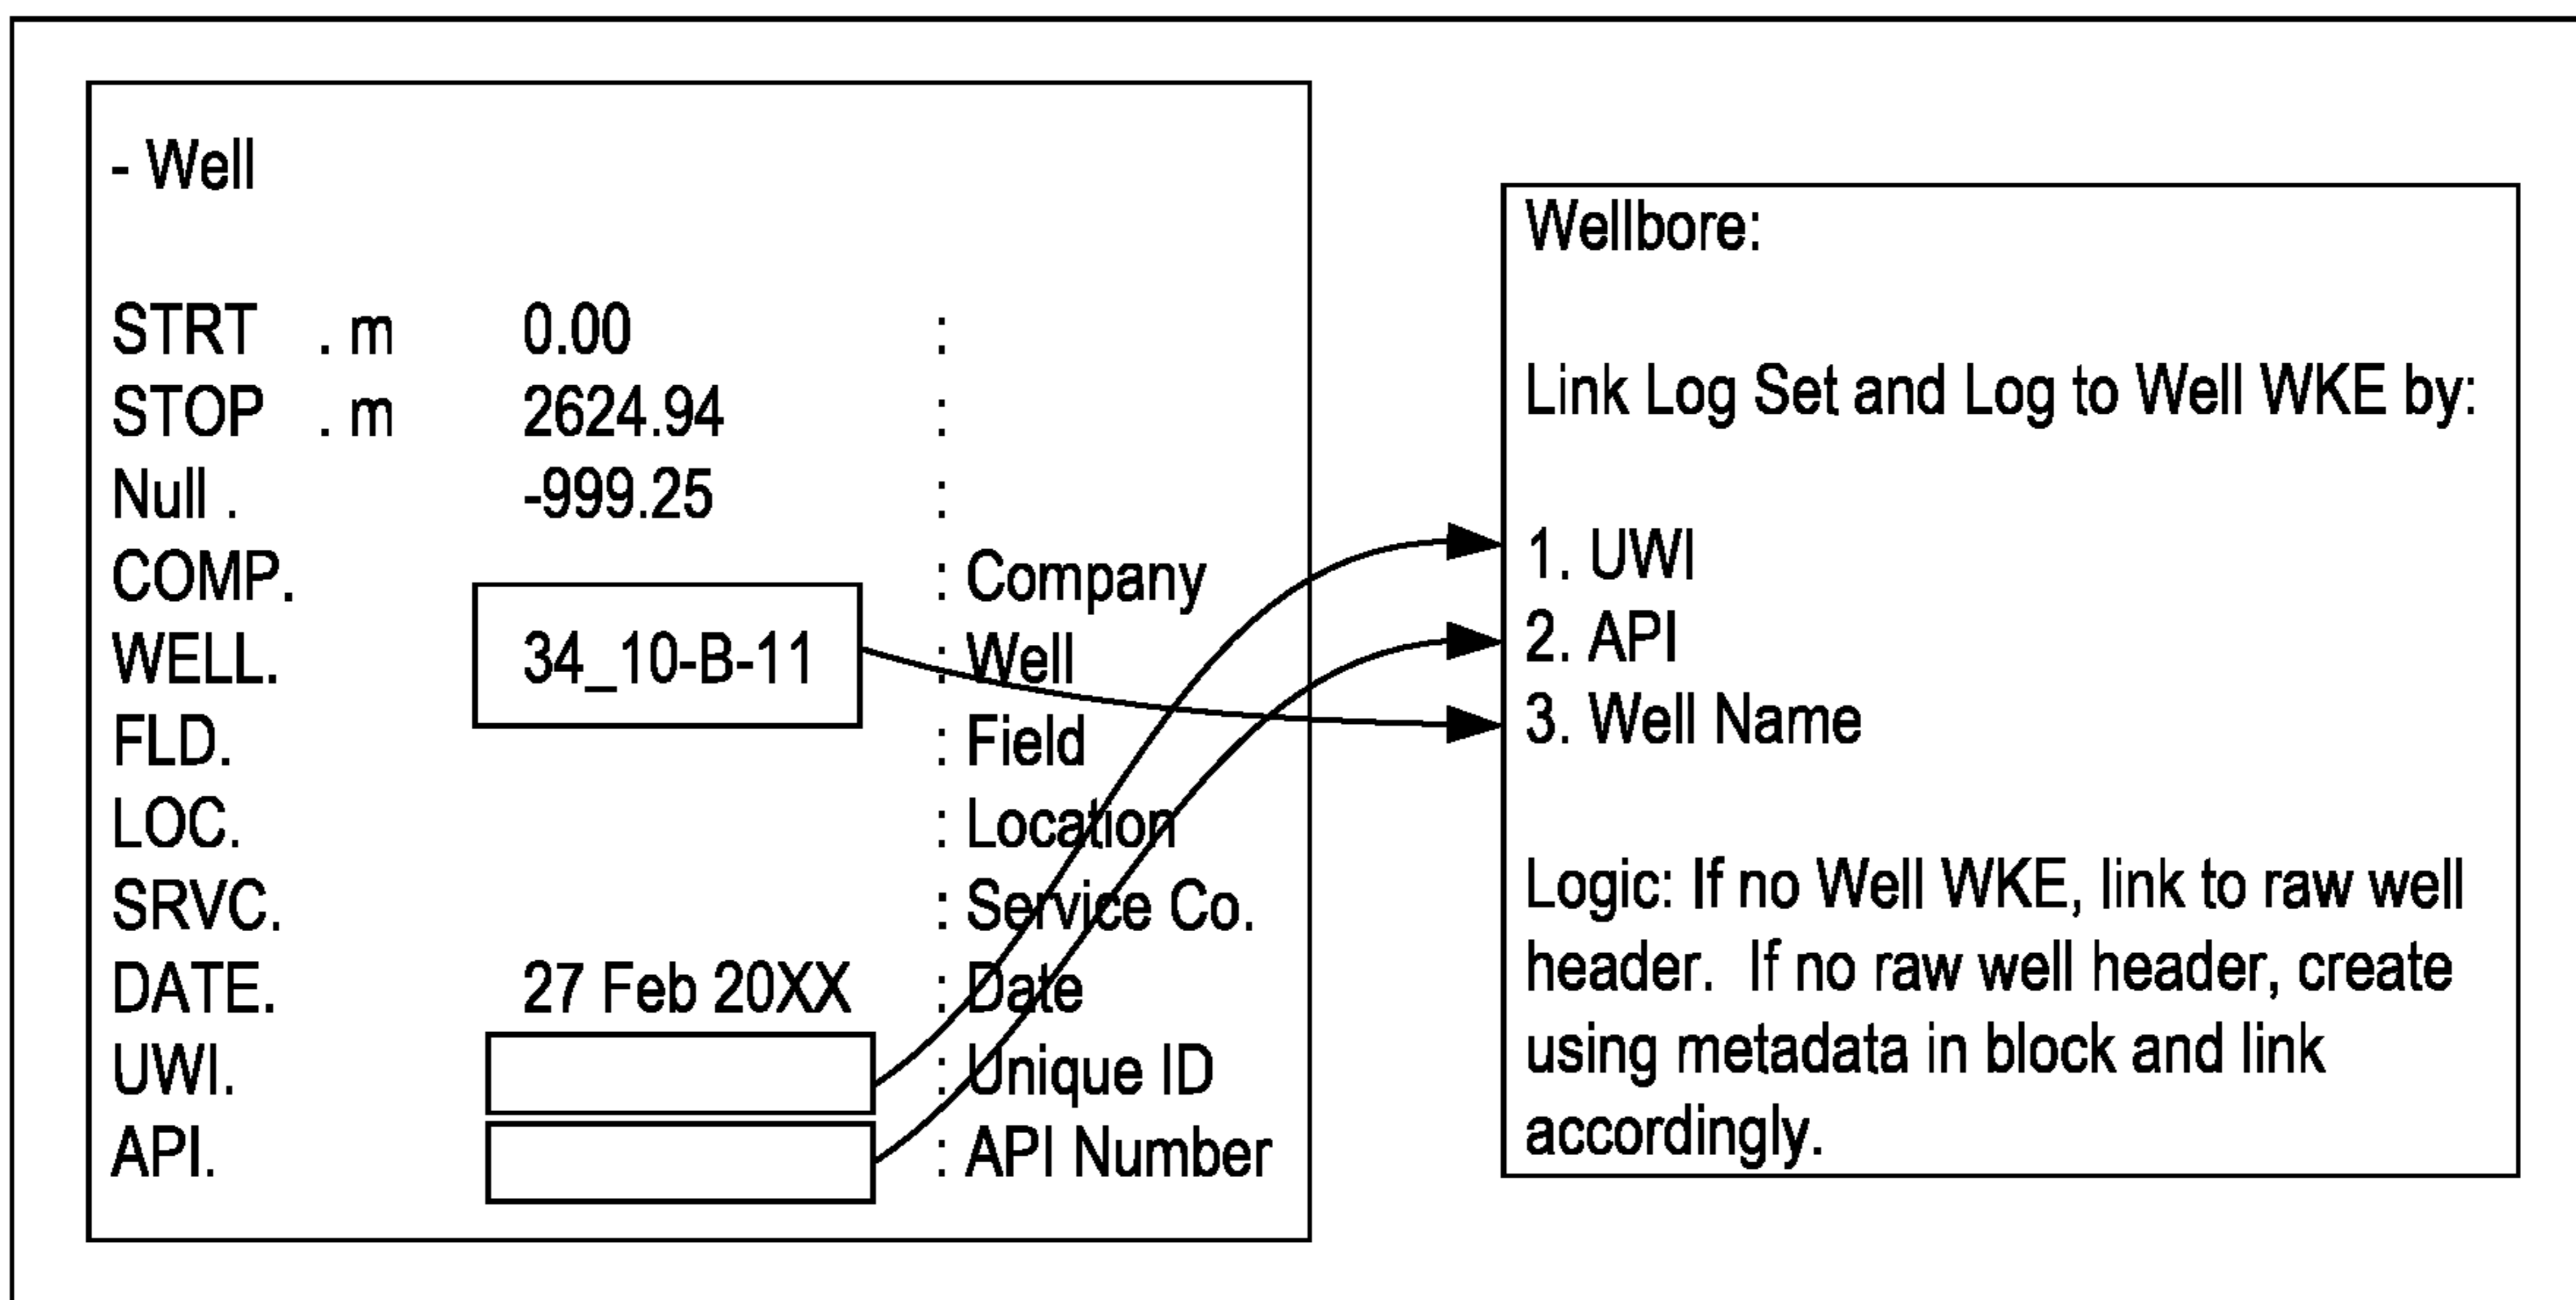 - Well
STRT . m 0.00 :
STOP . m 2624.94 :
Null . -999.25 :
COMP. : Company
WELL. 34_10-B-11 : Well
FLD. : Field
LOC. : Location
SRVC. : Service Co.
DATE. 27 Feb 20XX : Date
UWI. : Unique ID
API. : API Number
Wellbore:
Link Log Set and Log to Well WKE by:
1. UWI
2. API
3. Well Name
Logic: If no Well WKE, link to raw well
header. If no raw well header, create
using metadata in block and link
accordingly.